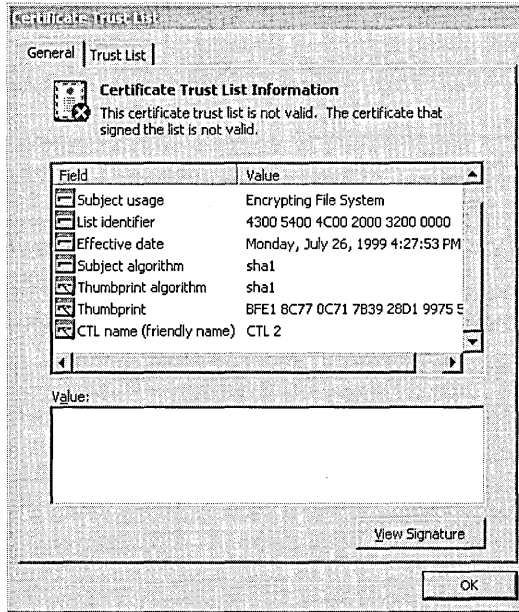 Certificate Trust List
General Trust List
Certificate Trust List Information
This certificate trust list is not valid. The certificate that
signed the list is not valid.
Field Value
Subject usage Encrypting File System
List identifier 4300 5400 4C00 2000 3200 0000
Effective date Monday, July 26, 1999 4:27:53 PM
Subject algorithm sha1
Thumbprint algorithm sha1
Thumbprint BFE1 8C77 0C71 7B39 28D1 9975 5
CTL name (friendly name) CTL 2
Value:
View Signature
OK